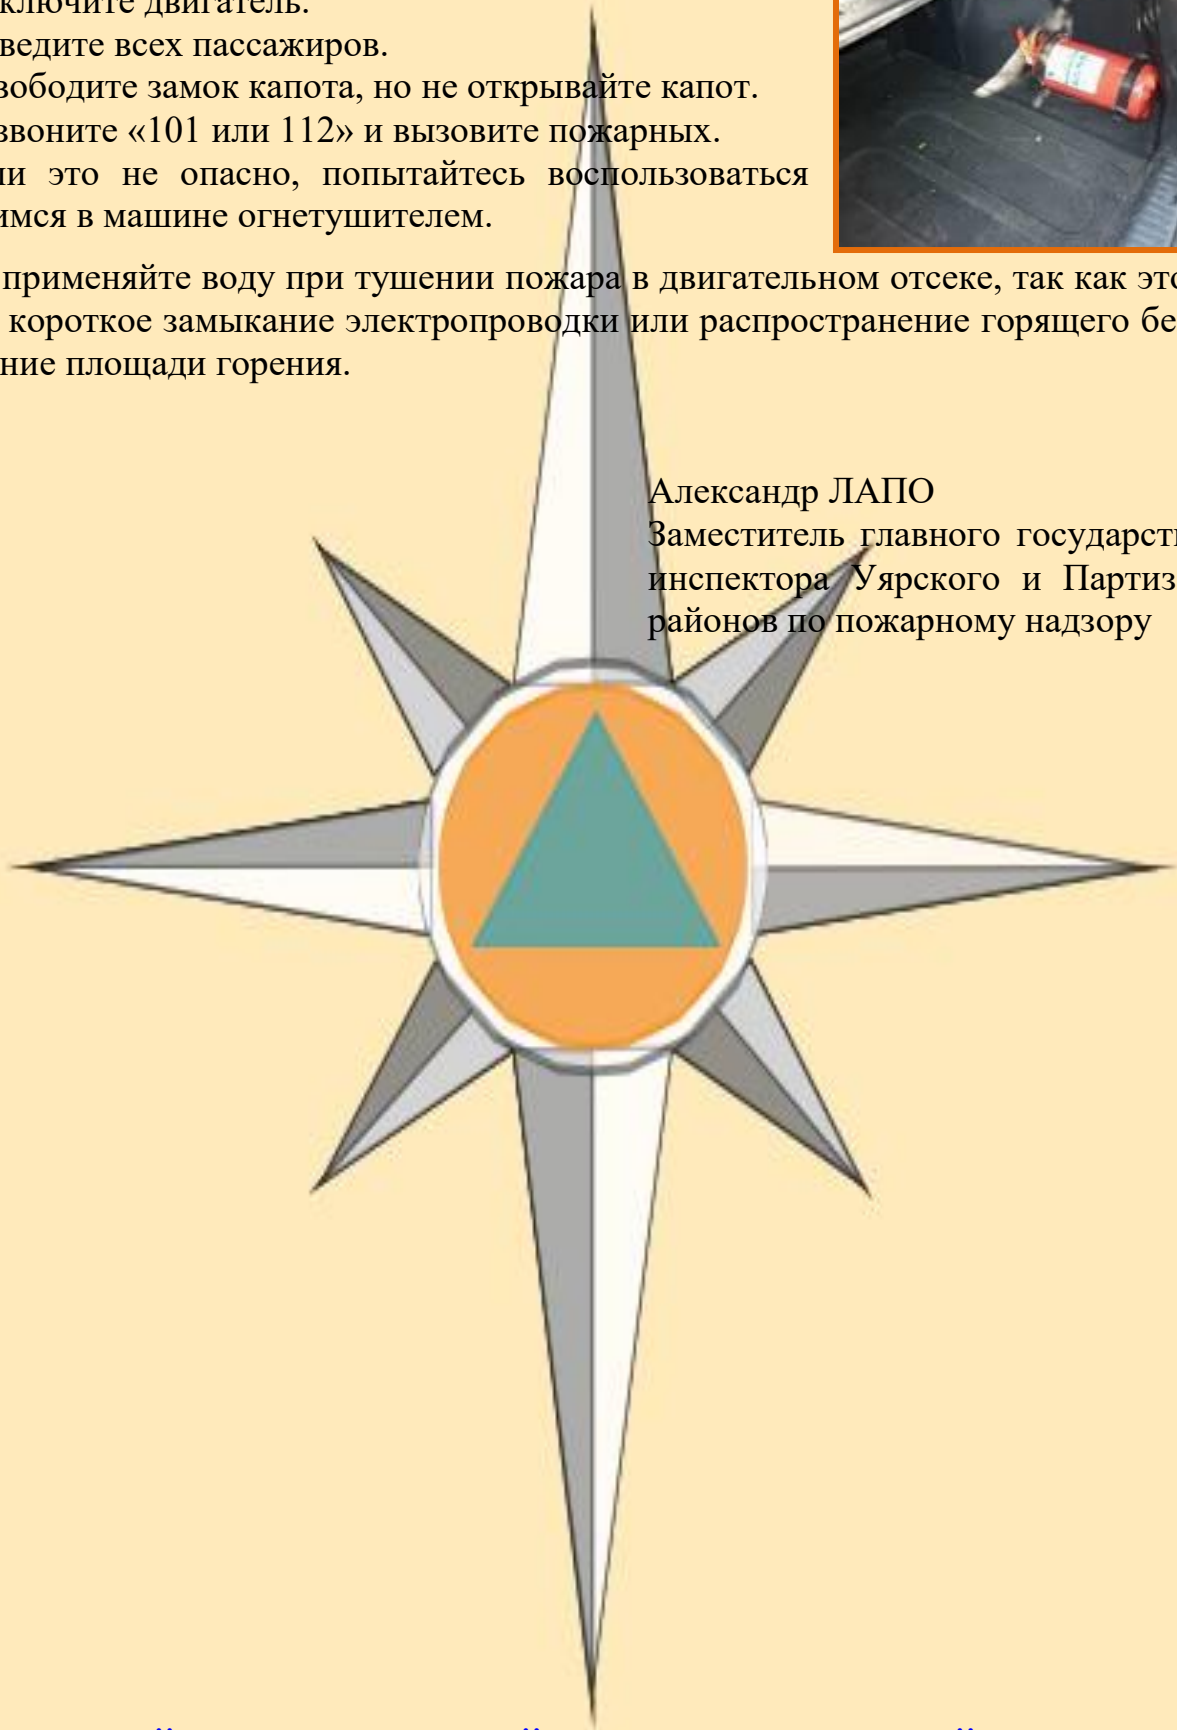 ключите двигатель.
ведите всех пассажиров.
вободите замок капота, но не открывайте капот.
звоните «101 или 112» и вызовите пожарных.
ли это не опасно, попытайтесь воспользоваться
имся в машине огнетушителем.
применяйте воду при тушении пожара в двигательном отсеке, так как это
короткое замыкание электропроводки или распространение горящего бе
ние площади горения.
Александр ЛАПО
Заместитель главного государст
инспектора Уярского и Партиз
районов по пожарному надзору